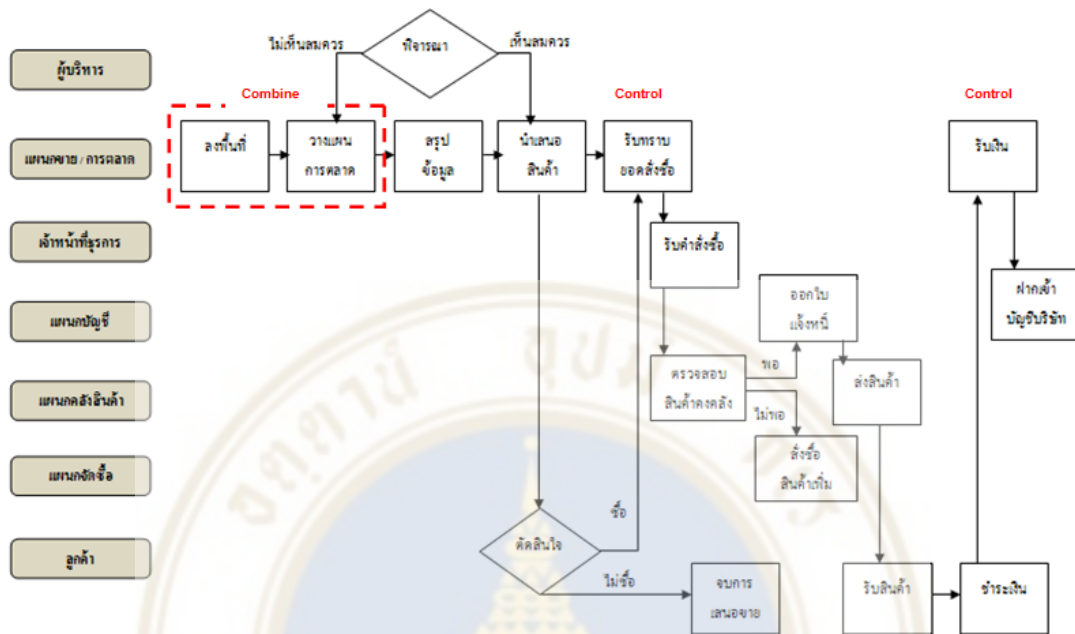 ไม่เห็นสมควร
พิจารณา
เห็นสมควร
ผู้บริหาร
Combine
Control
Control
แผนกขาย / การตลาด
ลงพื้นที่
วางแผน
การตลาด
สรุป
ข้อมูล
นำเสนอ
สินค้า
รับทราบ
ยอดสั่งซื้อ
รับเงิน
เจ้าหน้าที่ธุรการ
รับคำสั่งซื้อ
แผนกบัญชี
ออกใบ
แจ้งหนี้
ฝากเข้า
บัญชีบริษัท
แผนกคลังสินค้า
ตรวจสอบ
สินค้าคงคลัง
พอ
ไม่พอ
ส่งสินค้า
แผนกจัดซื้อ
สั่งซื้อ
สินค้าเพิ่ม
ลูกค้า
ตัดสินใจ
ซื้อ
ไม่ซื้อ
จบการ
เสนอขาย
รับสินค้า
ชำระเงิน
อตฺตานํ อุปมํ